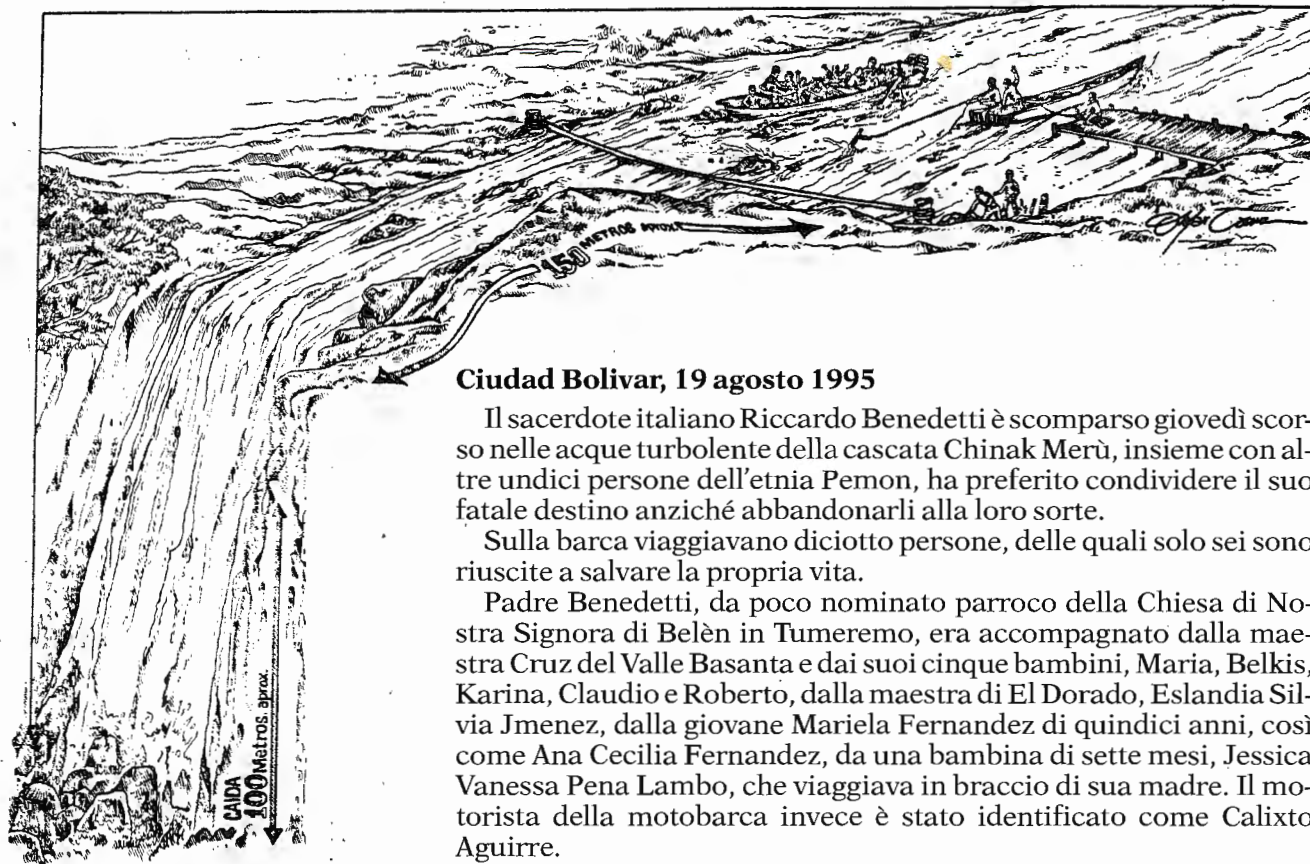 150 METROS APROX.
CAIDA
100 Metros. aprox.
Ciudad Bolivar, 19 agosto 1995
Il sacerdote italiano Riccardo Benedetti è scomparso giovedì scor-
so nelle acque turbolente della cascata Chinak Merù, insieme con al-
tre undici persone dell'etnia Pemon, ha preferito condividere il suo
fatale destino anziché abbandonarli alla loro sorte.
Sulla barca viaggiavano diciotto persone, delle quali solo sei sono
riuscite a salvare la propria vita.
Padre Benedetti, da poco nominato parroco della Chiesa di No-
stra Signora di Belèn in Tumeremo, era accompagnato dalla mae-
stra Cruz del Valle Basanta e dai suoi cinque bambini, Maria, Belkis,
Karina, Claudio e Roberto, dalla maestra di El Dorado, Eslandia Sil-
via Jmenez, dalla giovane Mariela Fernandez di quindici anni, così
come Ana Cecilia Fernandez, da una bambina di sette mesi, Jessica
Vanessa Pena Lambo, che viaggiava in braccio di sua madre. Il mo-
torista della motobarca invece è stato identificato come Calixto
Aguirre.